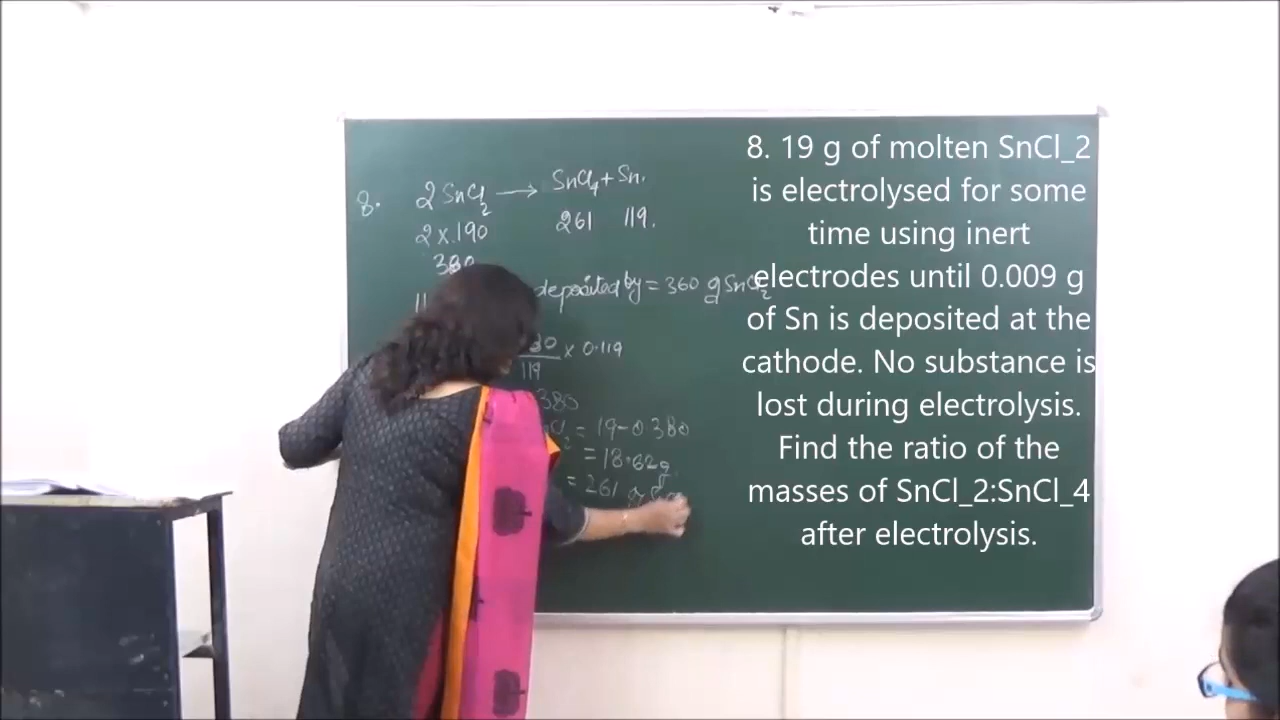 8. 2 SnCl₂ → SnCl₄ + Sn.
2 x 190 261 119.
380
deposited by = 360 g SnCl₂
119 x 0.119
380
= 19 - 0.380
= 18.62 g
= 261 g
8. 19 g of molten SnCl_2
is electrolysed for some
time using inert
electrodes until 0.009 g
of Sn is deposited at the
cathode. No substance is
lost during electrolysis.
Find the ratio of the
masses of SnCl_2:SnCl_4
after electrolysis.